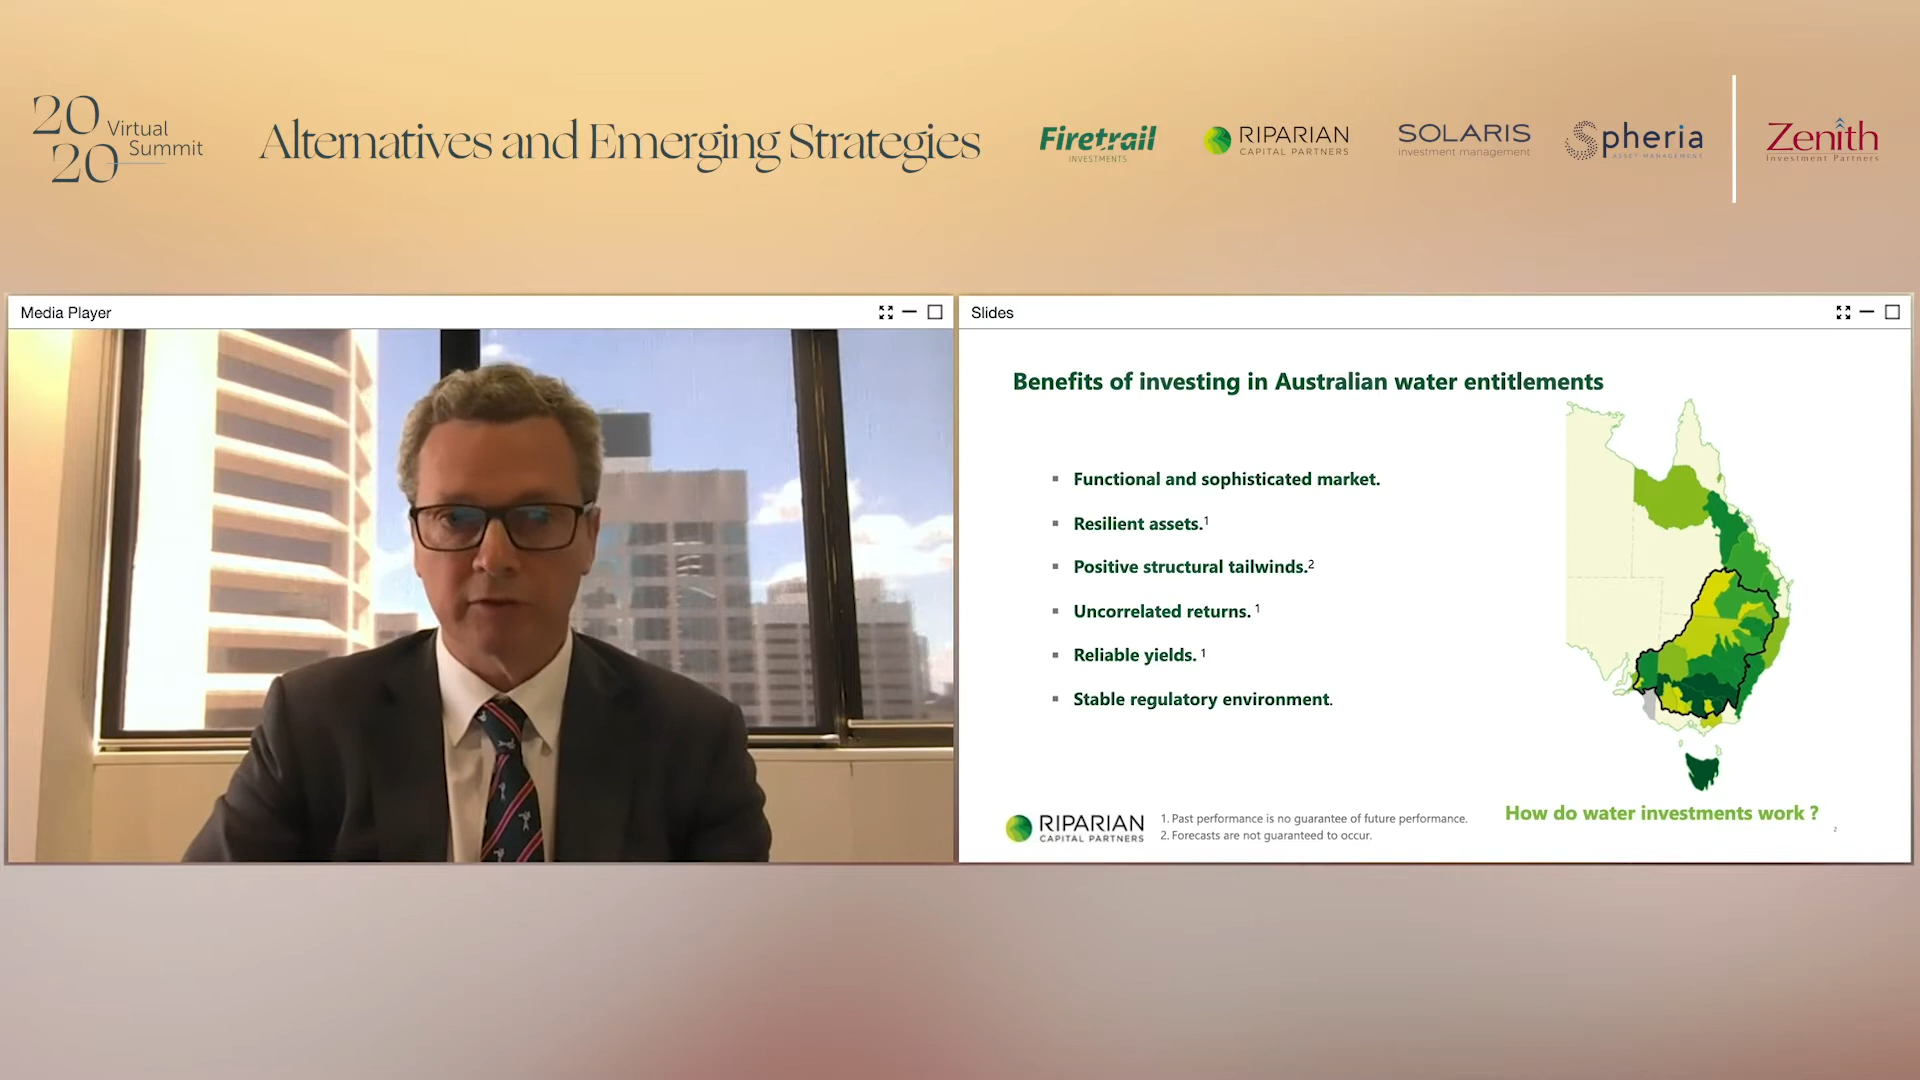 20
20
Virtual
Summit
Alternatives and Emerging Strategies
Firetrail
INVESTMENTS
RIPARIAN
CAPITAL PARTNERS
SOLARIS
investment management
Spheria
ASSET MANAGEMENT
Zenith
Investment Partners
Media Player
Slides
Benefits of investing in Australian water entitlements
▪ Functional and sophisticated market.
▪ Resilient assets.1
▪ Positive structural tailwinds.2
▪ Uncorrelated returns. 1
▪ Reliable yields. 1
▪ Stable regulatory environment.
How do water investments work ?
RIPARIAN
CAPITAL PARTNERS
1. Past performance is no guarantee of future performance.
2. Forecasts are not guaranteed to occur.
2